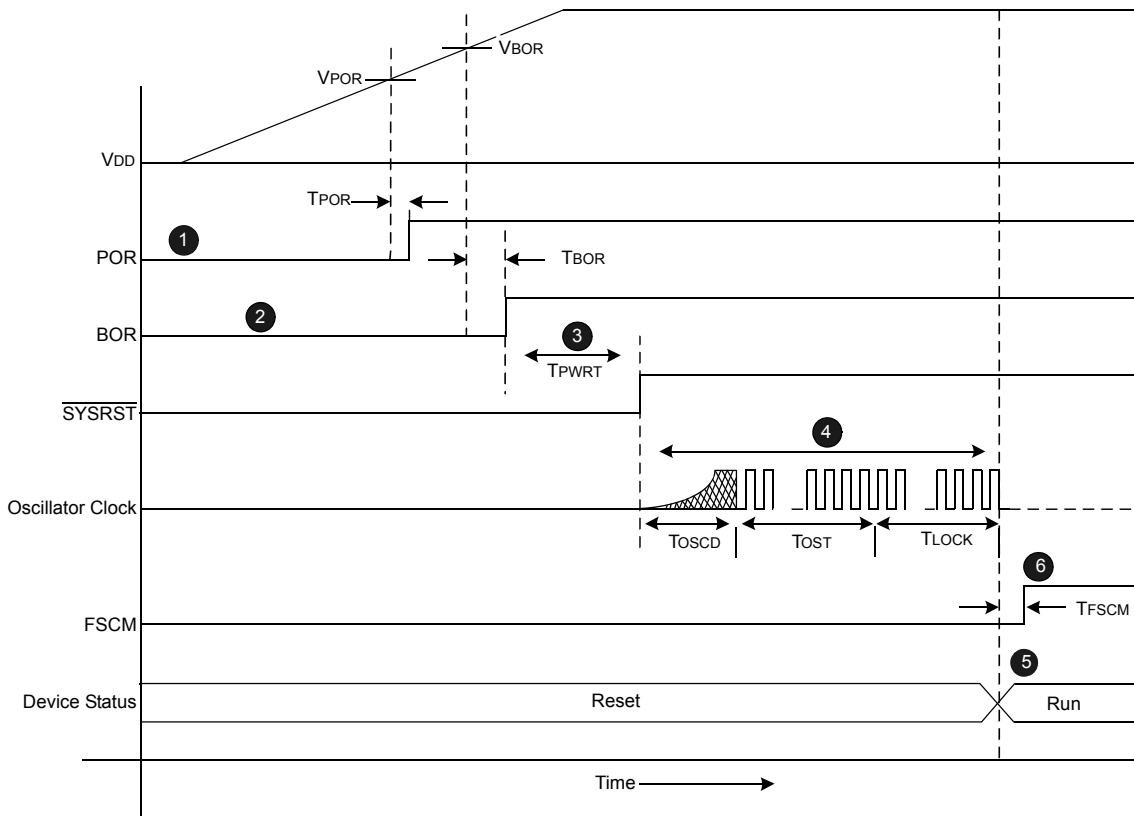 VBOR
VPOR
VDD
TPOR
1
POR
TBOR
2
BOR
3
TPWRT
SYSRST
4
Oscillator Clock
TOSCD
TOST
TLOCK
6
FSCM
TFSCM
5
Device Status
Reset
Run
Time